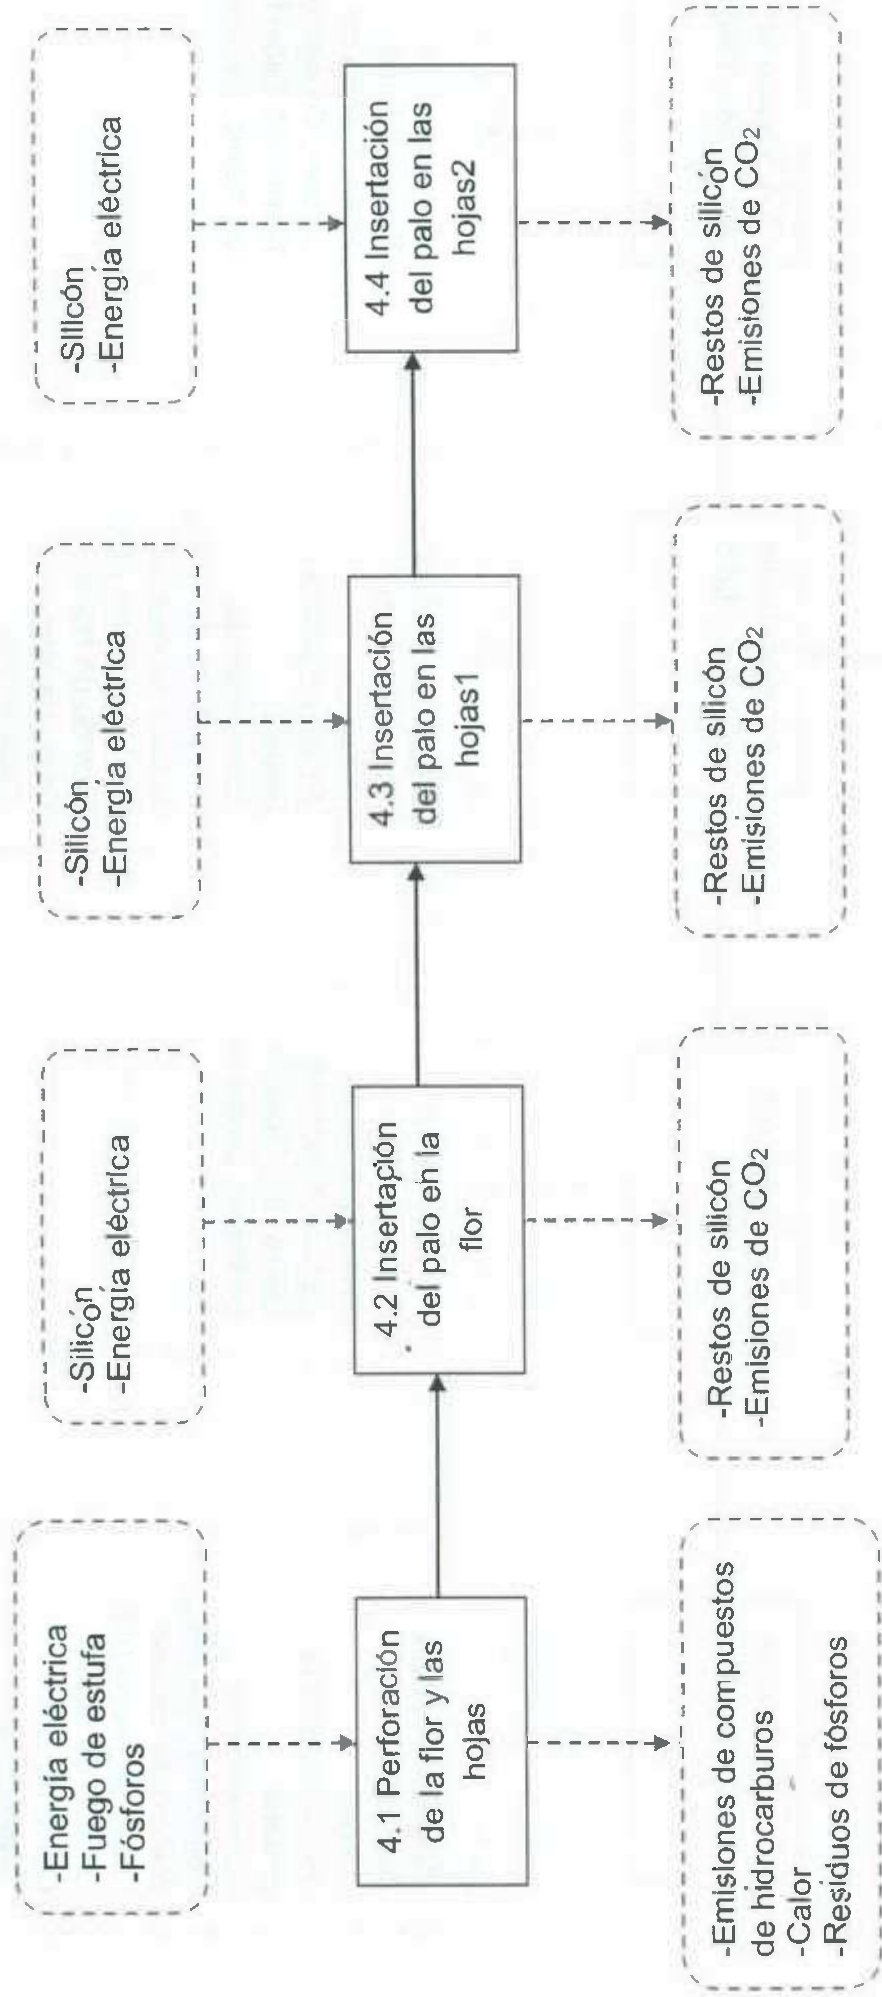 -Energía eléctrica
-Fuego de estufa
-Fósforos
-Silicón
-Energía eléctrica
-Silicón
-Energía eléctrica
-Silicón
-Energía eléctrica
4.1 Perforación
de la flor y las
hojas
4.2 Insertación
del palo en la
flor
4.3 Insertación
del palo en las
hojas1
4.4 Insertación
del palo en las
hojas2
-Emisiones de compuestos
de hidrocarburos
-Calor
-Residuos de fósforos
-Restos de silicón
-Emisiones de CO2
-Restos de silicón
-Emisiones de CO2
-Restos de silicón
-Emisiones de CO2